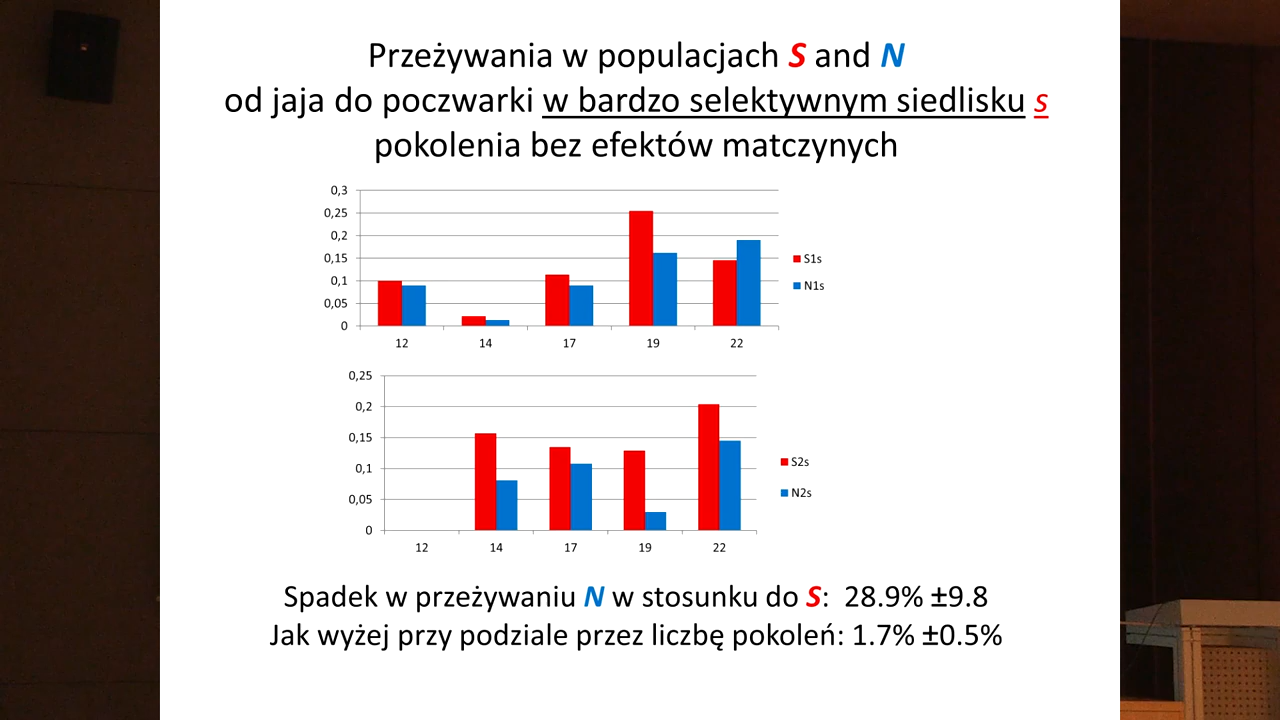 Przeżywania w populacjach S and N
od jaja do poczwarki w bardzo selektywnym siedlisku s
pokolenia bez efektów matczynych
0,3
0,25
0,2
0,15
0,1
0,05
0
12 14 17 19 22
S1s
N1s
0,25
0,2
0,15
0,1
0,05
0
12 14 17 19 22
S2s
N2s
Spadek w przeżywaniu N w stosunku do S: 28.9% ±9.8
Jak wyżej przy podziale przez liczbę pokoleń: 1.7% ±0.5%